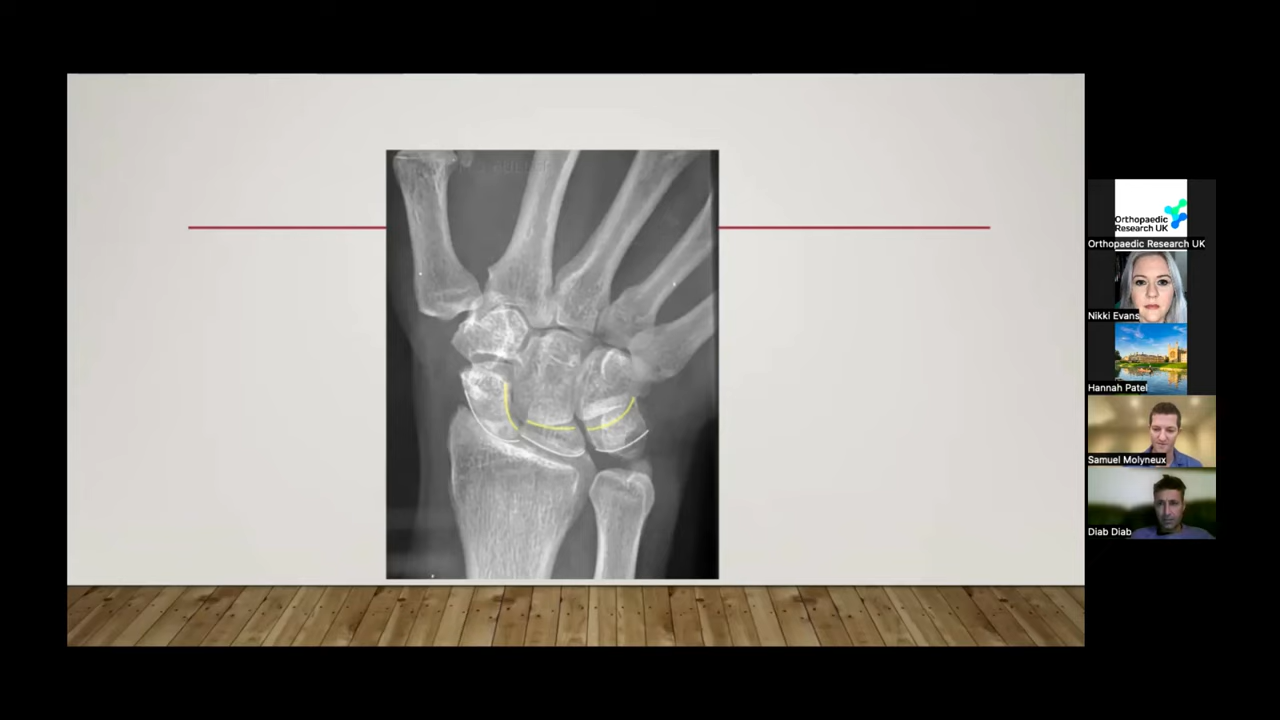 Orthopaedic
Research UK
Orthopaedic Research UK
Nikki Evans
Hannah Patel
Samuel Molyneux
Diab Diab